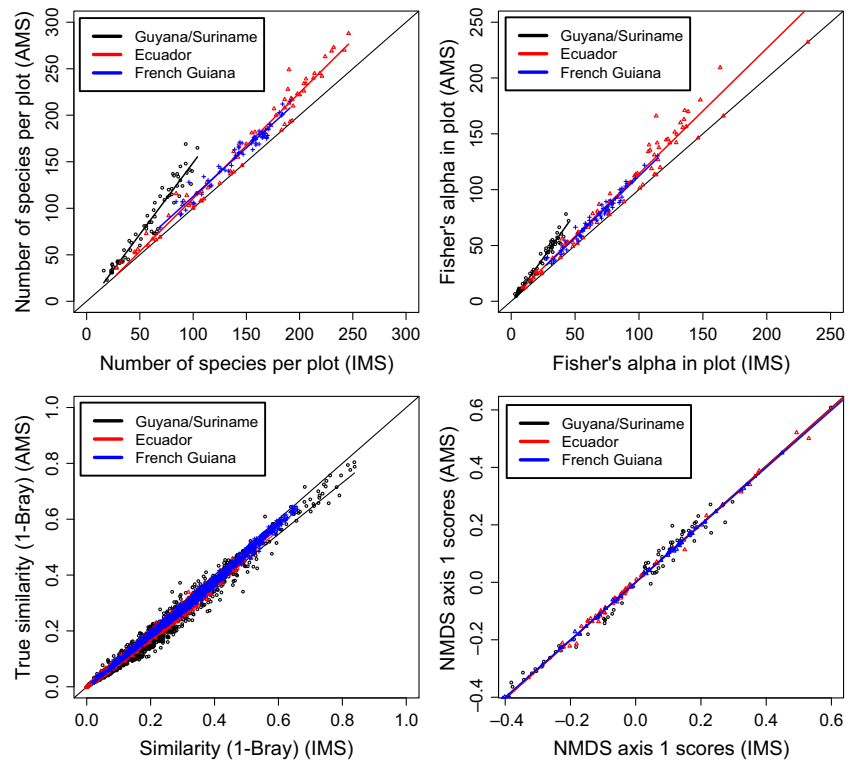 Number of species per plot (AMS)
300
250
200
150
100
50
0
Guyana/Suriname
Ecuador
French Guiana
0 50 100 150 200 250 300
Number of species per plot (IMS)
Fisher's alpha in plot (AMS)
250
200
150
100
50
0
Guyana/Suriname
Ecuador
French Guiana
0 50 100 150 200 250
Fisher's alpha in plot (IMS)
True similarity (1-Bray) (AMS)
1.0
0.8
0.6
0.4
0.2
0.0
Guyana/Suriname
Ecuador
French Guiana
0.0 0.2 0.4 0.6 0.8 1.0
Similarity (1-Bray) (IMS)
NMDS axis 1 scores (AMS)
0.6
0.4
0.2
0.0
−0.2
−0.4
Guyana/Suriname
Ecuador
French Guiana
−0.4 −0.2 0.0 0.2 0.4 0.6
NMDS axis 1 scores (IMS)